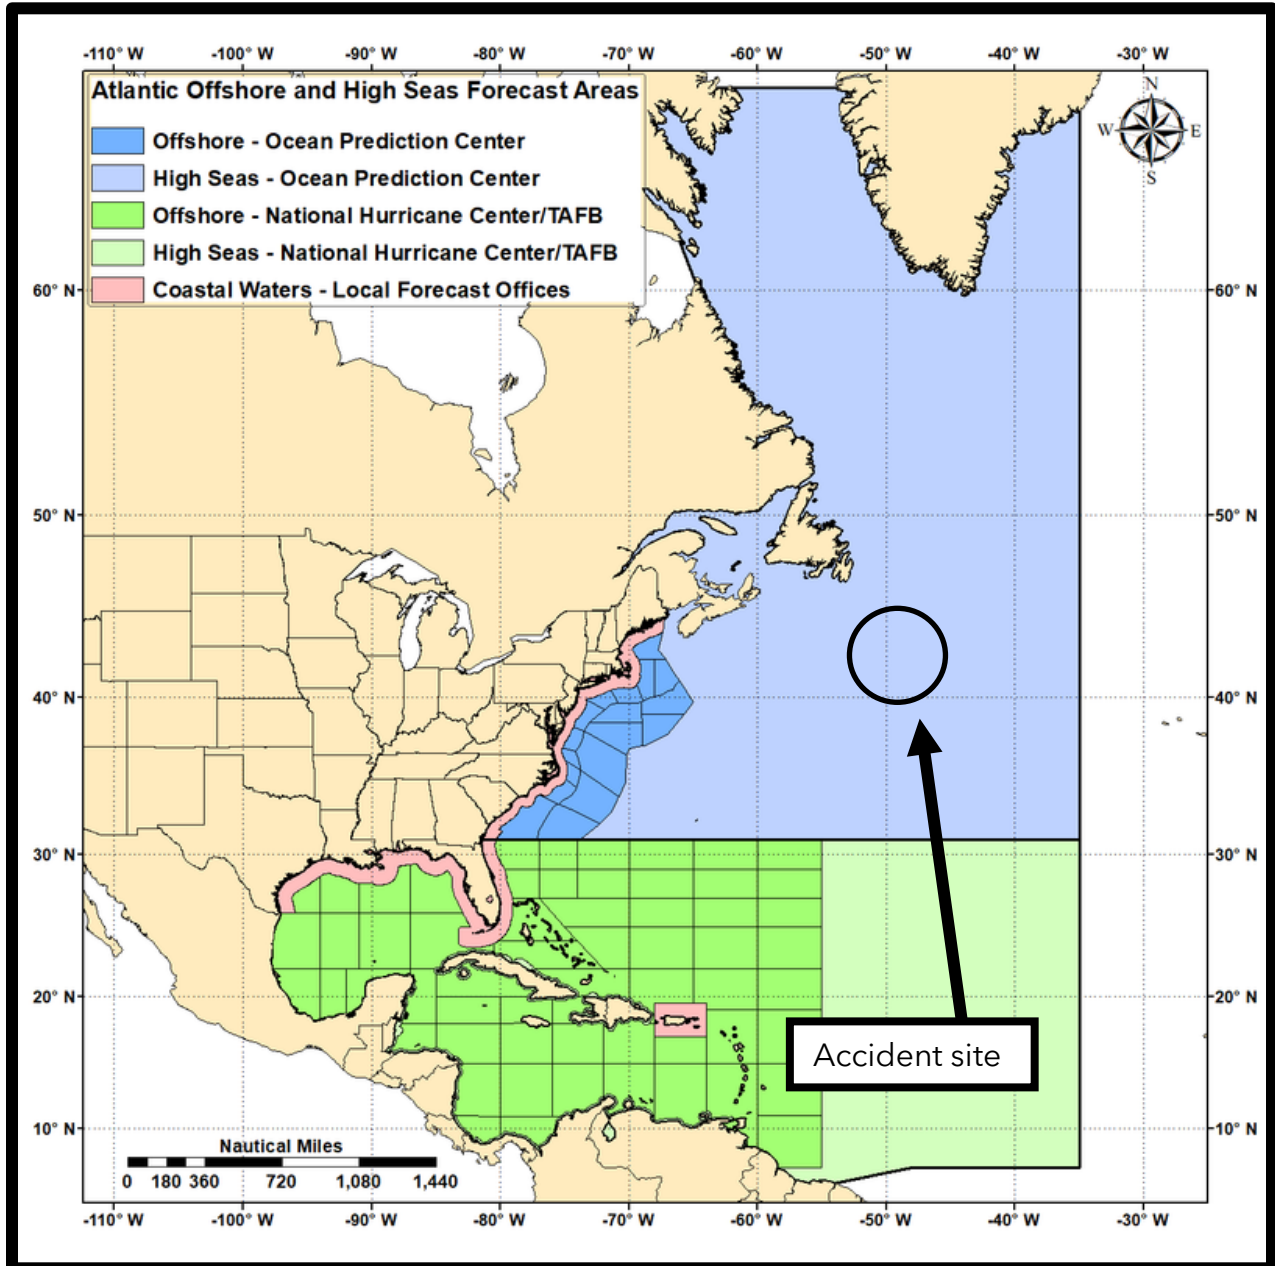 -110° W -100° W -90° W -80° W -70° W -60° W -50° W -40° W -30° W
Atlantic Offshore and High Seas Forecast Areas
Offshore - Ocean Prediction Center
High Seas - Ocean Prediction Center
Offshore - National Hurricane Center/TAFB
High Seas - National Hurricane Center/TAFB
Coastal Waters - Local Forecast Offices
N
W E
S
60° N 60° N
50° N 50° N
40° N 40° N
30° N 30° N
20° N 20° N
Accident site
10° N 10° N
Nautical Miles
0 180 360 720 1,080 1,440
-110° W -100° W -90° W -80° W -70° W -60° W -50° W -40° W -30° W